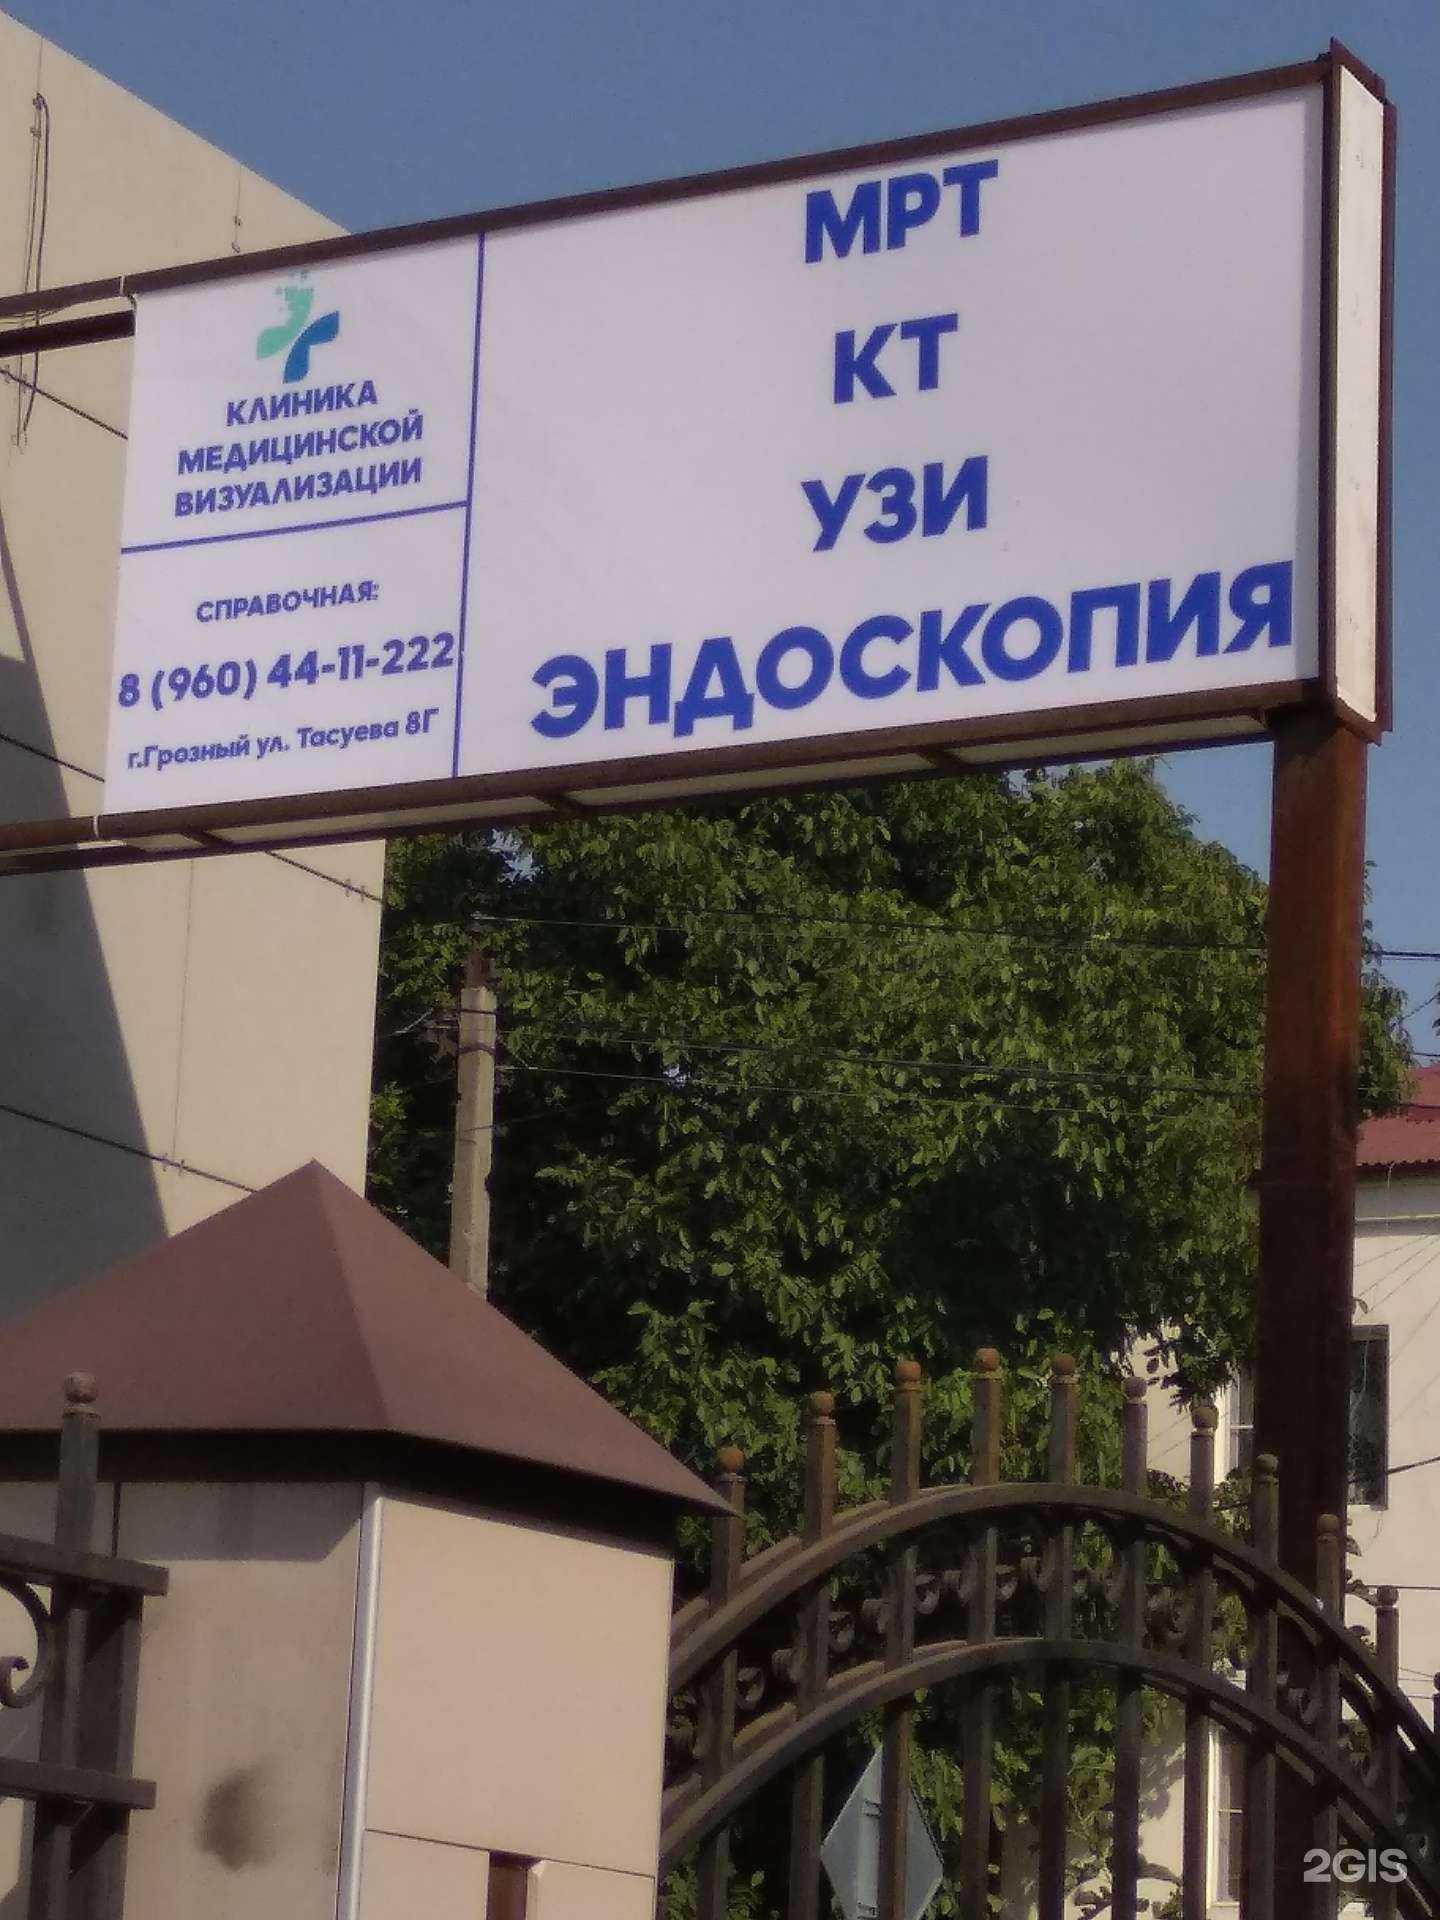 КЛИНИКА
МЕДИЦИНСКОЙ
ВИЗУАЛИЗАЦИИ
СПРАВОЧНАЯ:
8 (960) 44-11-222
г.Грозный ул. Тасуева 8Г
МРТ
КТ
УЗИ
ЭНДОСКОПИЯ
2GIS